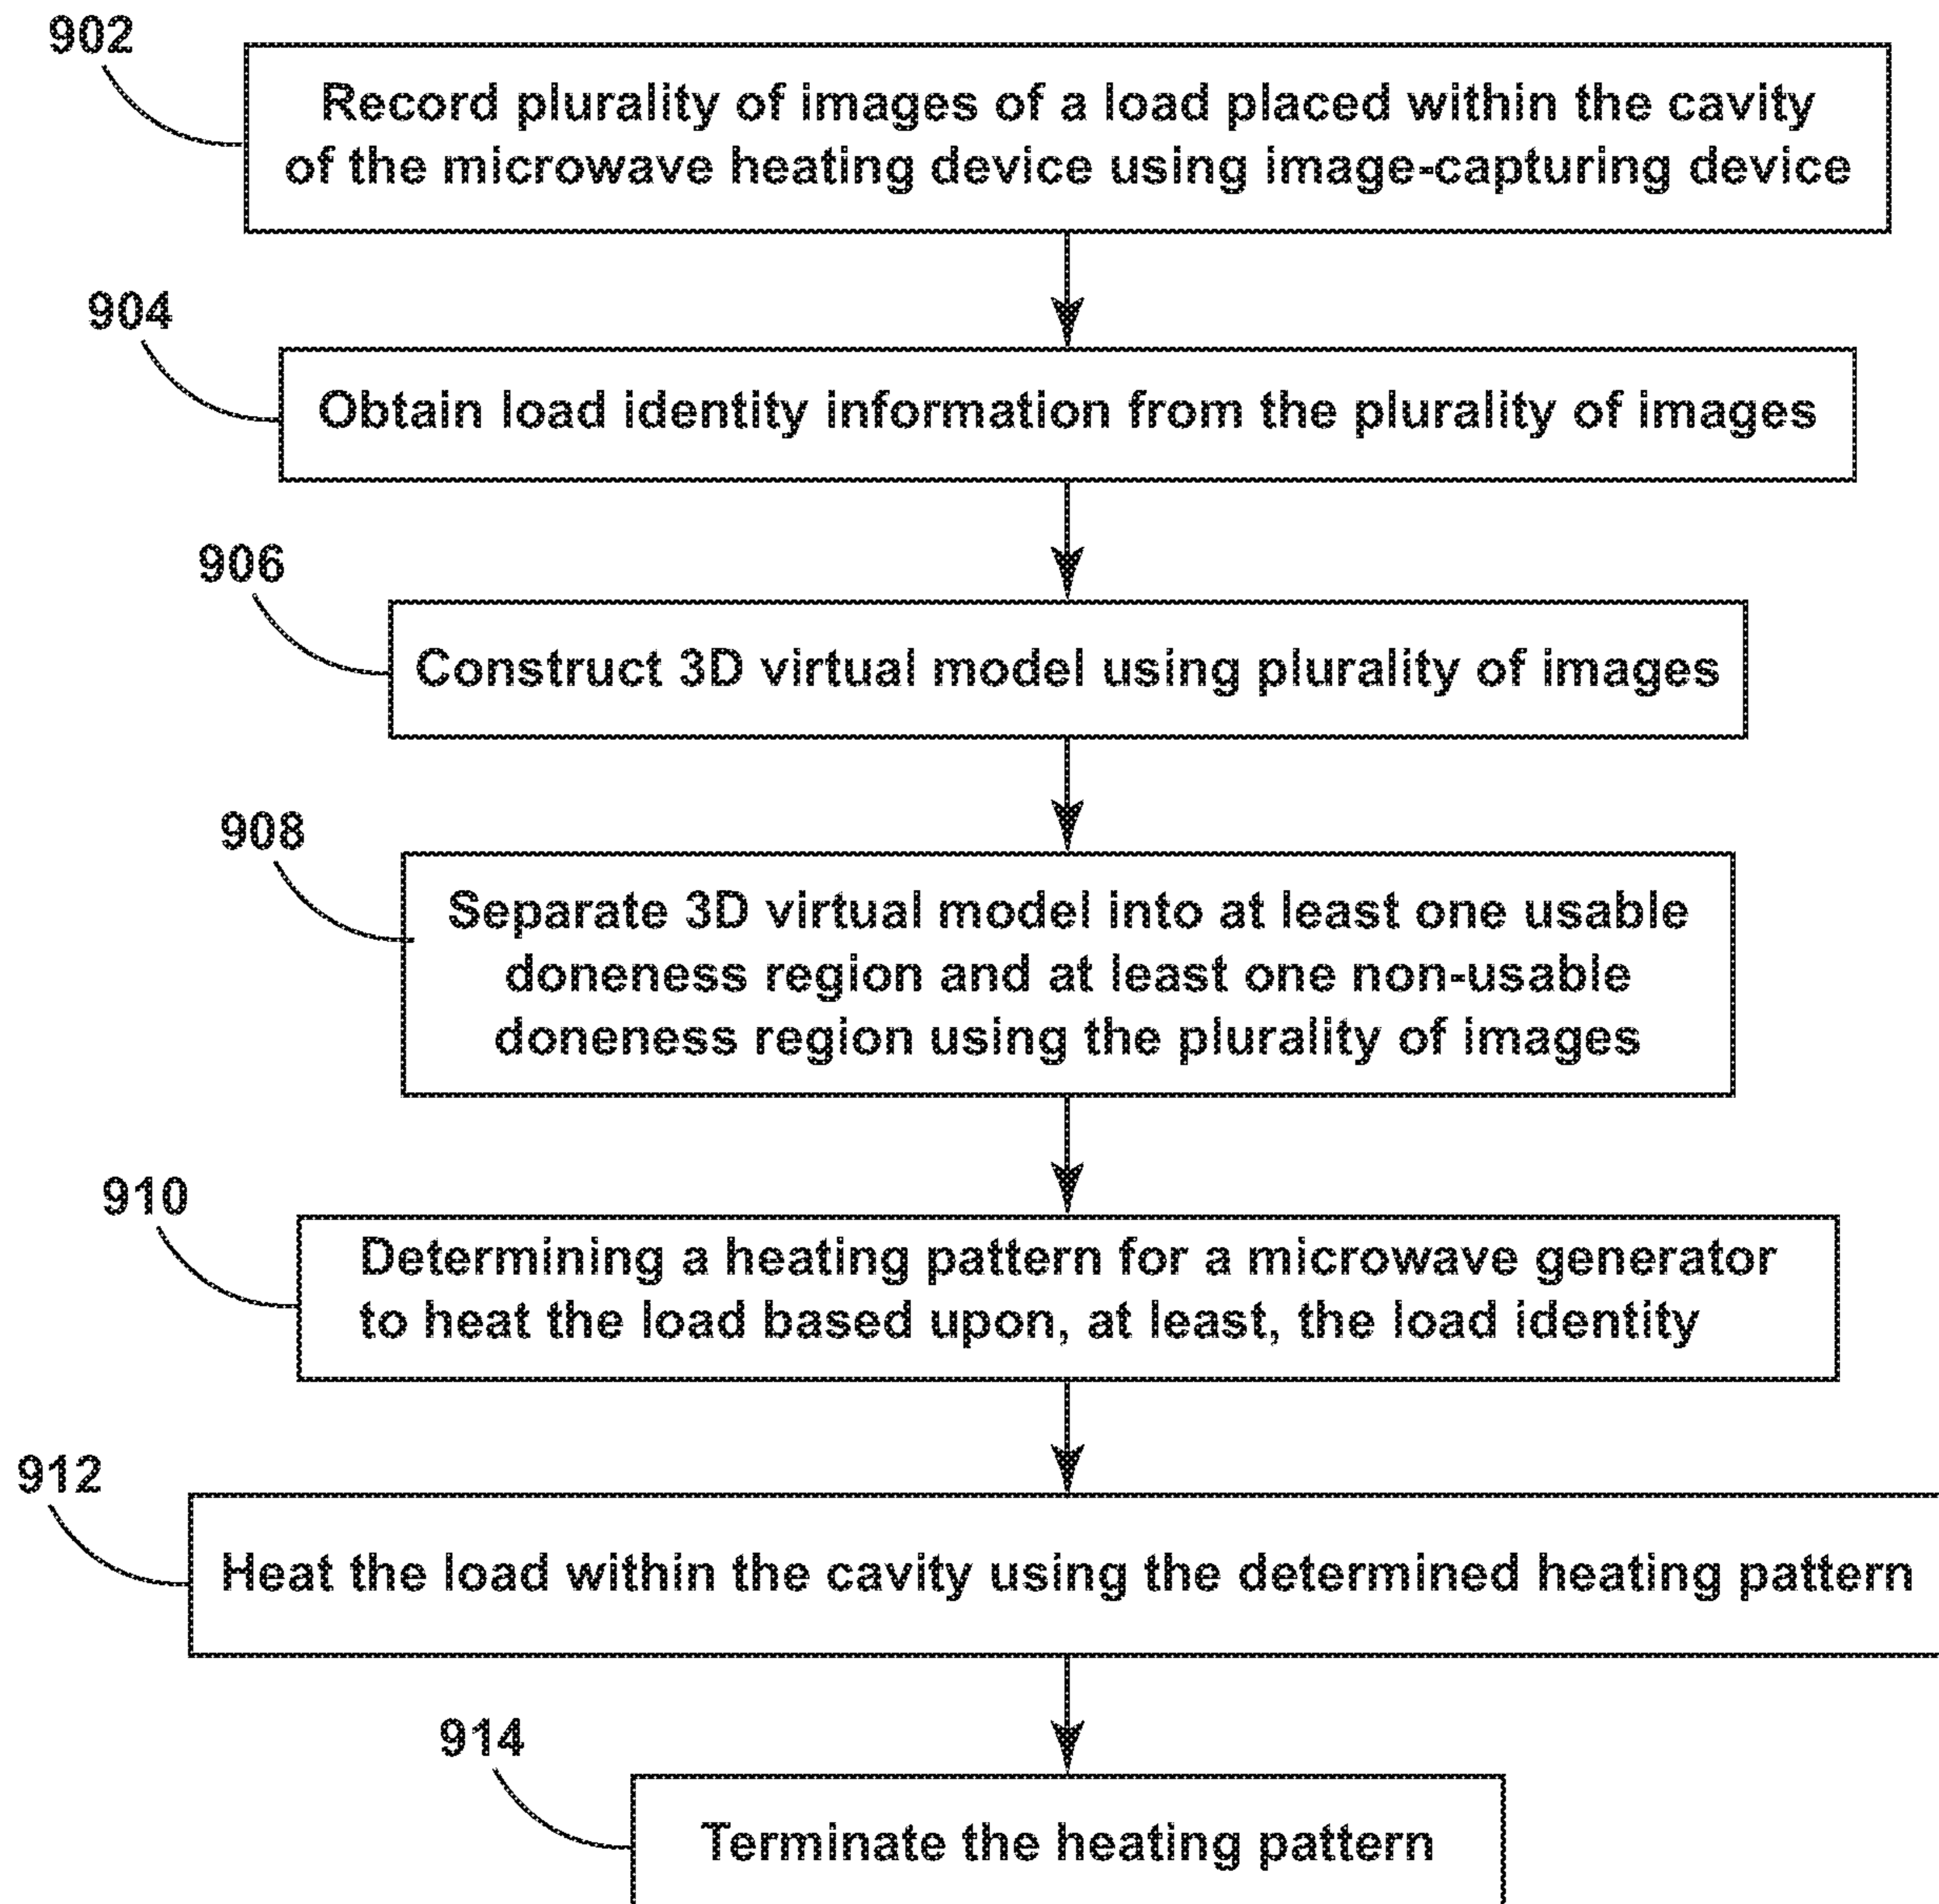 902
Record plurality of images of a load placed within the cavity
of the microwave heating device using image-capturing device
904
Obtain load identity information from the plurality of images
906
Construct 3D virtual model using plurality of images
908
Separate 3D virtual model into at least one usable
doneness region and at least one non-usable
doneness region using the plurality of images
910
Determining a heating pattern for a microwave generator
to heat the load based upon, at least, the load identity
912
Heat the load within the cavity using the determined heating pattern
914
Terminate the heating pattern